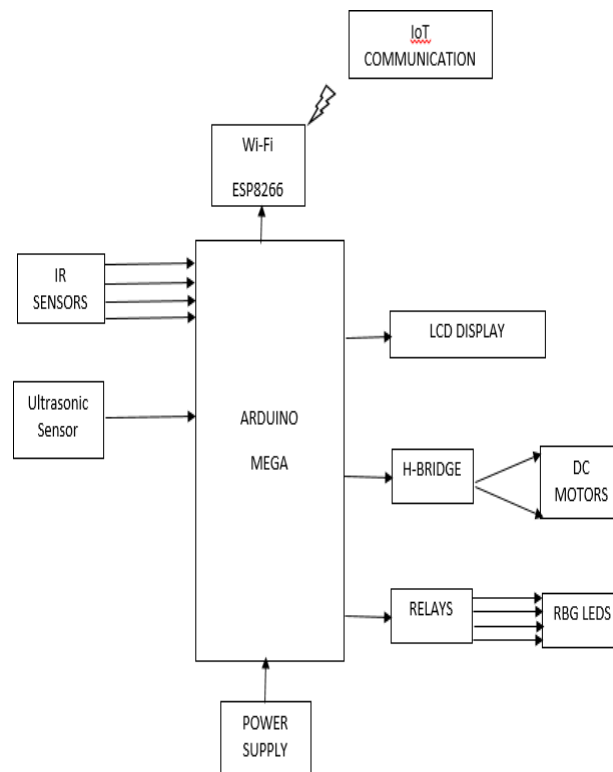 IoT
COMMUNICATION
Wi-Fi
ESP8266
IR
SENSORS
LCD DISPLAY
Ultrasonic
Sensor
ARDUINO
MEGA
H-BRIDGE
DC
MOTORS
RELAYS
RBG LEDS
POWER
SUPPLY